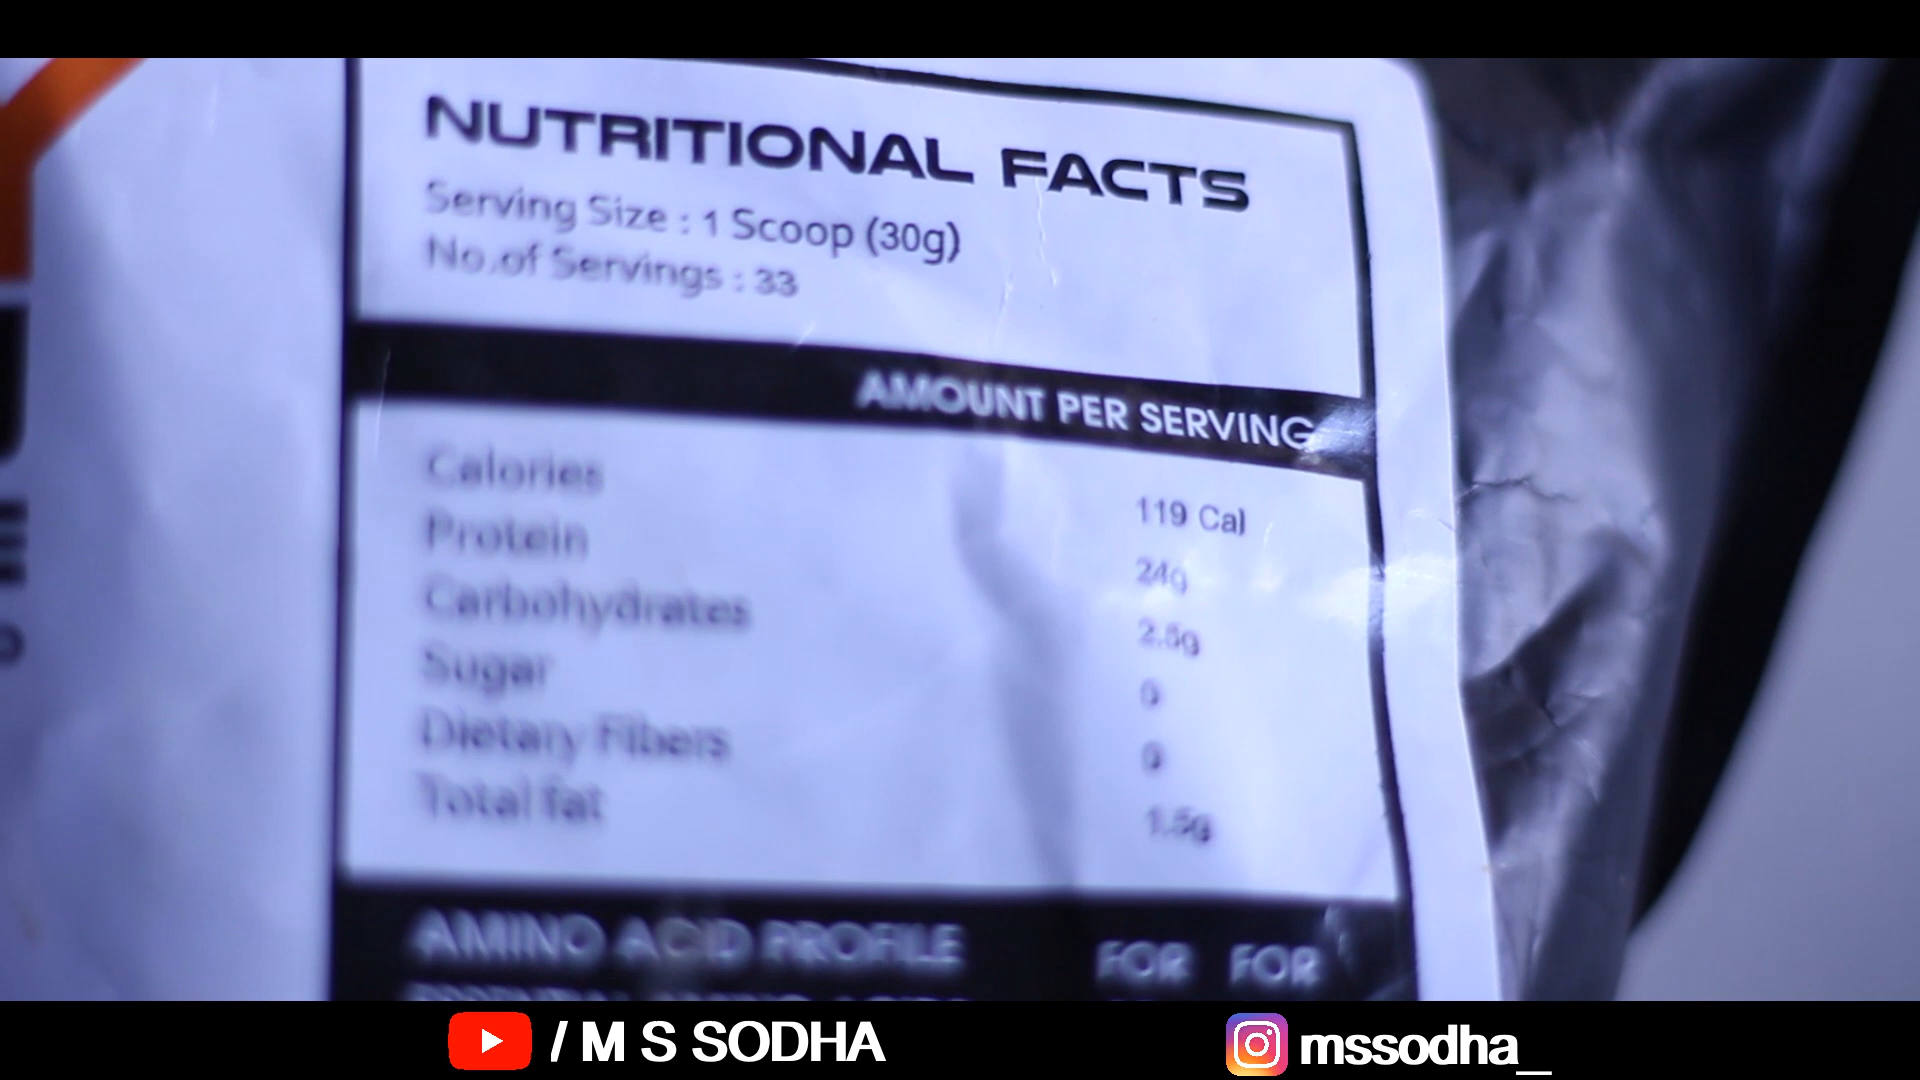 NUTRITIONAL FACTS
Serving Size : 1 Scoop (30g)
No.of Servings : 33
AMOUNT PER SERVING
Calories 119 Cal
Protein 24g
Carbohydrates 2.5g
Sugar 0
Dietary Fibers 0
Total fat 1.5g
AMINO ACID PROFILE FOR FOR
/ M S SODHA
mssodha_